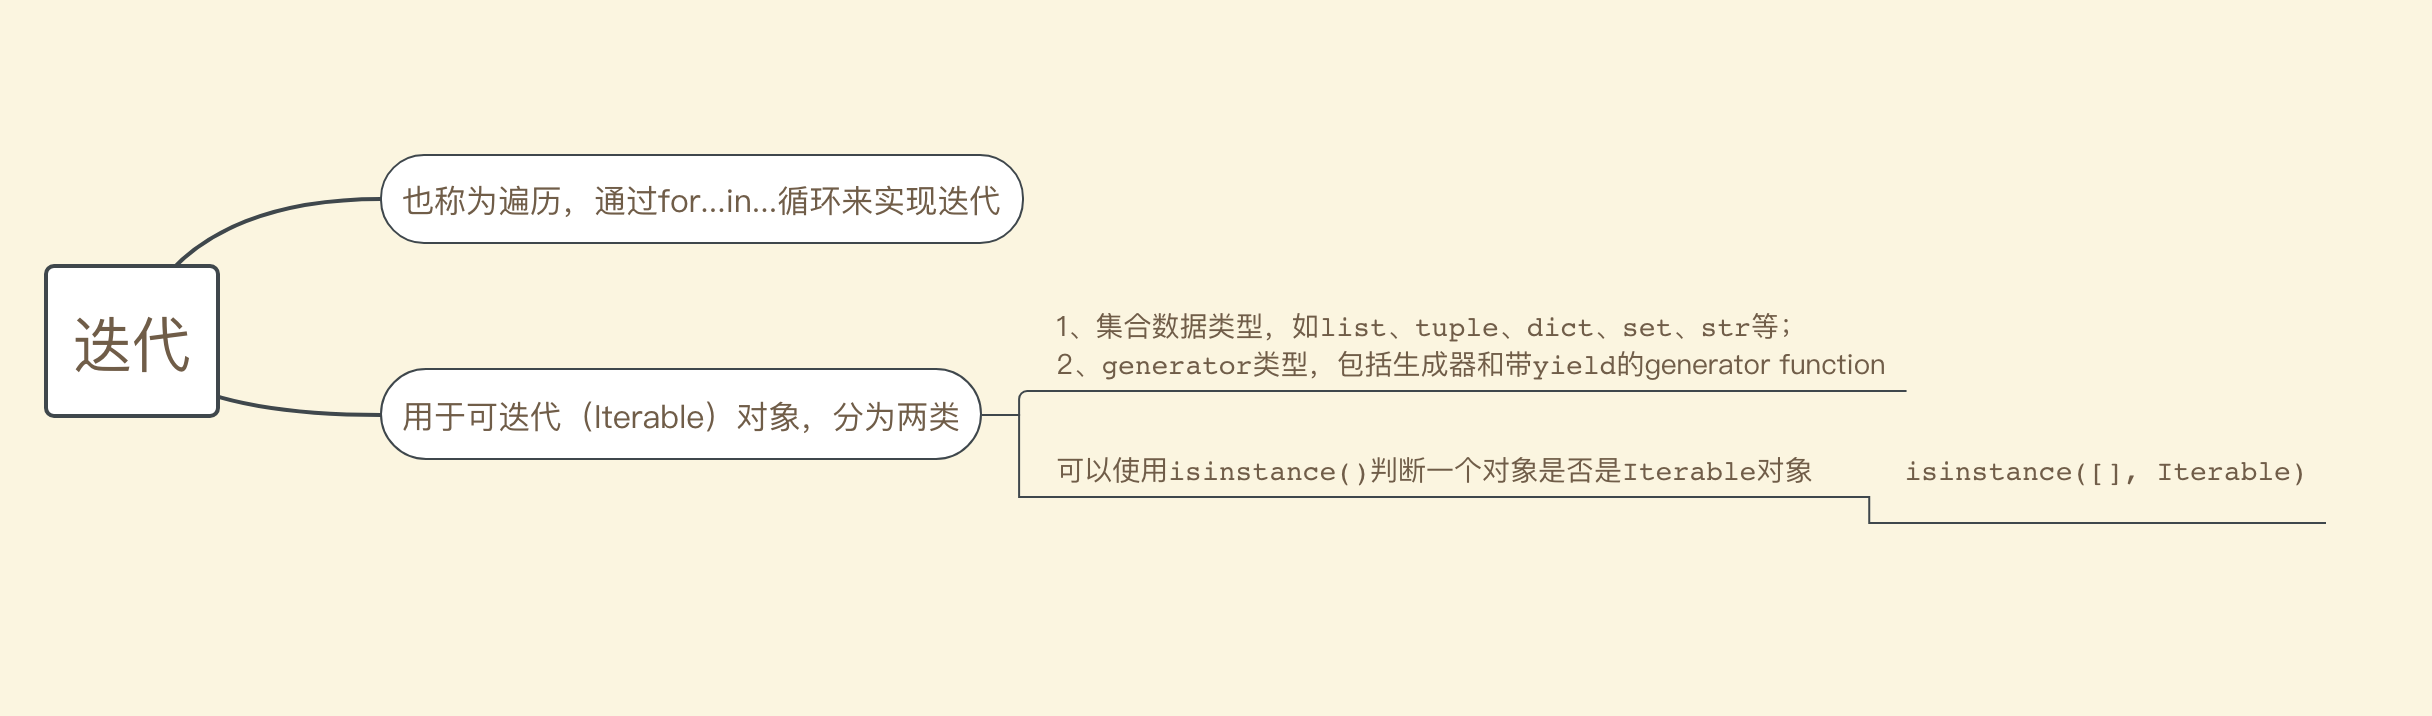 迭代
也称为遍历，通过for...in...循环来实现迭代
用于可迭代（Iterable）对象，分为两类
1、集合数据类型，如list、tuple、dict、set、str等；
2、generator类型，包括生成器和带yield的generator function
可以使用isinstance()判断一个对象是否是Iterable对象
isinstance([], Iterable)